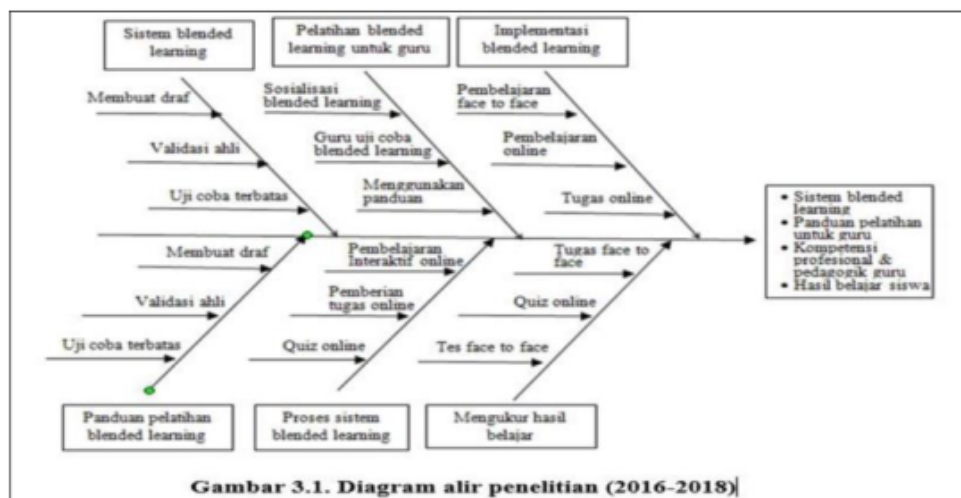 Sistem blended
learning
Pelatihan blended
learning untuk guru
Implementasi
blended learning
Membuat draf
Validasi ahli
Uji coba terbatas
Sosialisasi
blended learning
Guru uji coba
blended learning
Menggunakan
panduan
Pembelajaran
face to face
Pembelajaran
online
Tugas online
• Sistem blended
learning
• Panduan pelatihan
untuk guru
• Kompetensi
profesional &
pedagogik guru
• Hasil belajar siswa
Membuat draf
Validasi ahli
Uji coba terbatas
Pembelajaran
Interaktif online
Pemberian
tugas online
Quiz online
Tugas face to
face
Quiz online
Tes face to face
Panduan pelatihan
blended learning
Proses sistem
blended learning
Mengukur hasil
belajar
Gambar 3.1. Diagram alir penelitian (2016-2018)